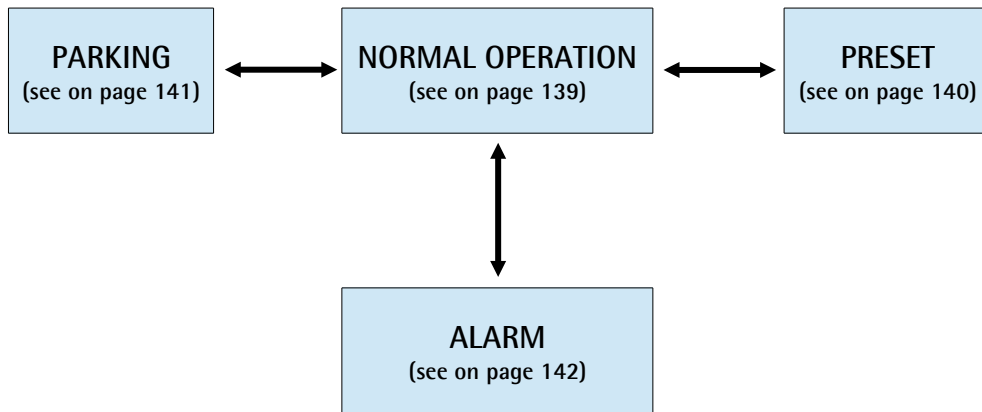 PARKING
(see on page 141)
NORMAL OPERATION
(see on page 139)
PRESET
(see on page 140)
ALARM
(see on page 142)